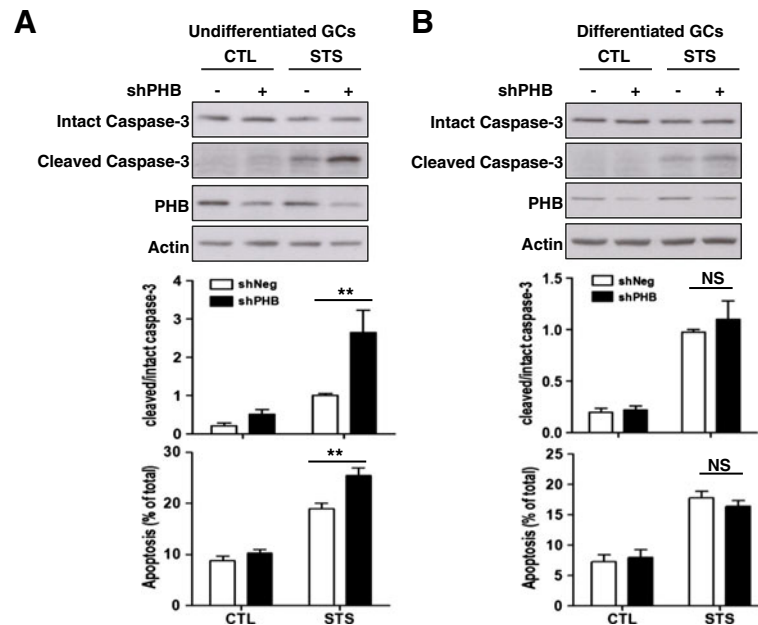 A
Undifferentiated GCs
CTL STS
shPHB - + - +
Intact Caspase-3
Cleaved Caspase-3
PHB
Actin
cleaved/intact caspase-3
4
3
2
1
0
shNeg
shPHB
**
Apoptosis (% of total)
30
20
10
0
**
CTL STS
B
Differentiated GCs
CTL STS
shPHB - + - +
Intact Caspase-3
Cleaved Caspase-3
PHB
Actin
cleaved/intact caspase-3
1.5
1.0
0.5
0.0
shNeg
shPHB
NS
Apoptosis (% of total)
25
20
15
10
5
0
NS
CTL STS